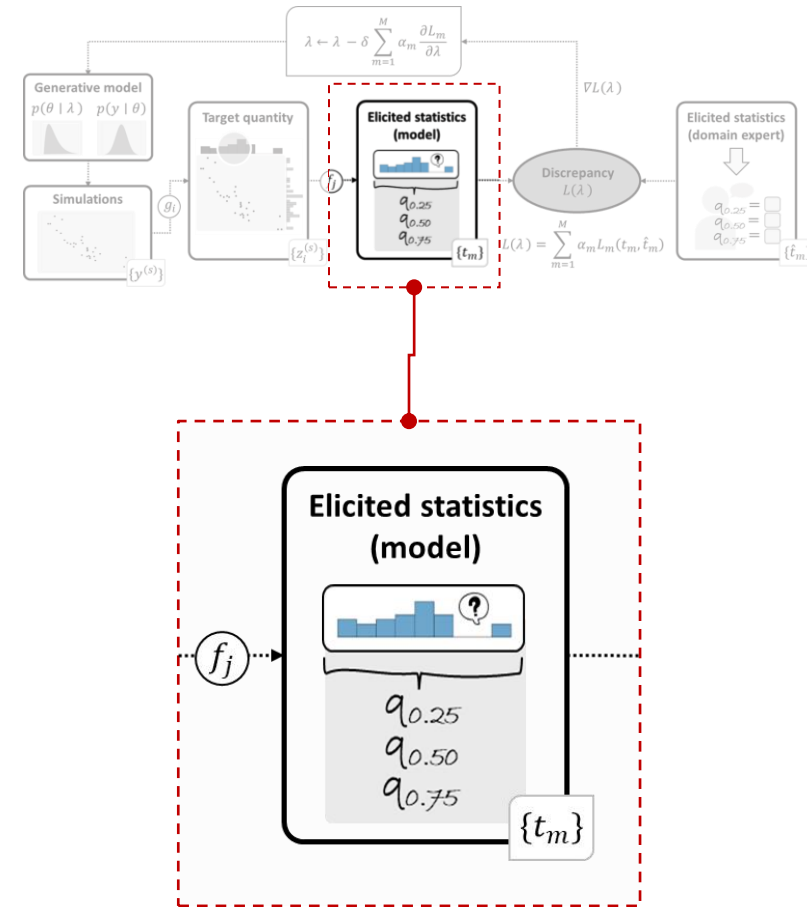 λ ← λ − δ ∑_{m=1}^{M} α_m ∂L_m/∂λ
Generative model
p(θ | λ) p(y | θ)
Simulations
{y^(s)}
g_i
Target quantity
{z_i^(s)}
f_j
Elicited statistics
(model)
?
q_0.25
q_0.50
q_0.75
{t_m}
∇L(λ)
Discrepancy
L(λ)
L(λ) = ∑_{m=1}^{M} α_m L_m(t_m, t̂_m)
Elicited statistics
(domain expert)
q_0.25 =
q_0.50 =
q_0.75 =
{t̂_m
f_j
Elicited statistics
(model)
?
q_0.25
q_0.50
q_0.75
{t_m}